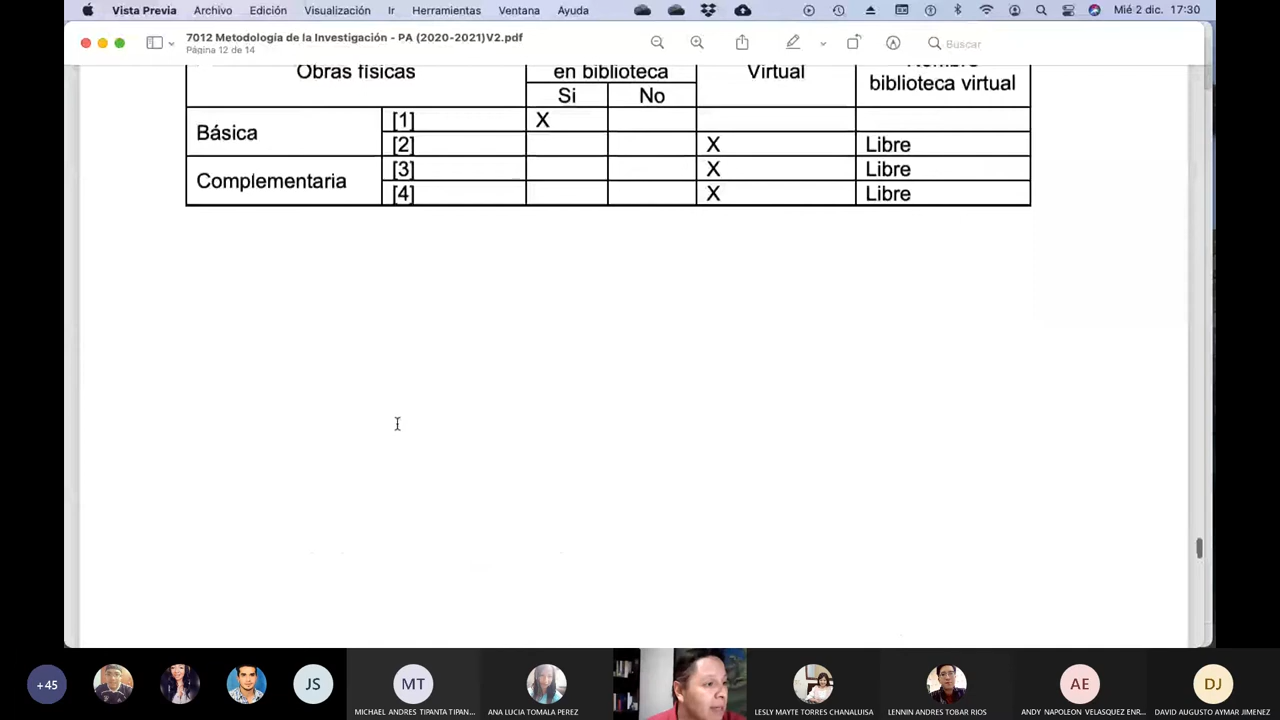 Vista Previa Archivo Edición Visualización Ir Herramientas Ventana Ayuda Mié 2 dic. 17:30
7012 Metodología de la Investigación - PA (2020-2021)V2.pdf
Página 12 de 14
Buscar
Obras físicas en biblioteca Virtual Nombre
biblioteca virtual
Si No
Básica [1] X
[2] X Libre
Complementaria [3] X Libre
[4] X Libre
+45 JS MT AE DJ
MICHAEL ANDRES TIPANTA TIPAN... ANA LUCIA TOMALA PEREZ LESLY MAYTE TORRES CHANALUISA LENNIN ANDRES TOBAR RIOS ANDY NAPOLEON VELASQUEZ ENR... DAVID AUGUSTO AYMAR JIMENEZ